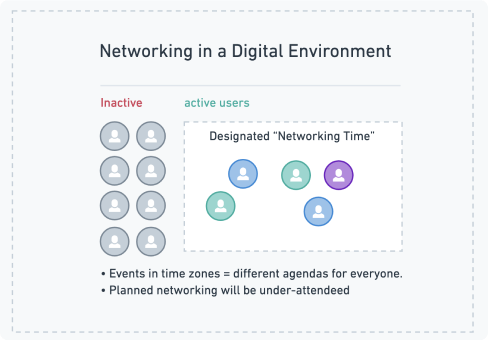 Networking in a Digital Environment
Inactive
active users
Designated "Networking Time"
• Events in time zones = different agendas for everyone.
• Planned networking will be under-attendeed